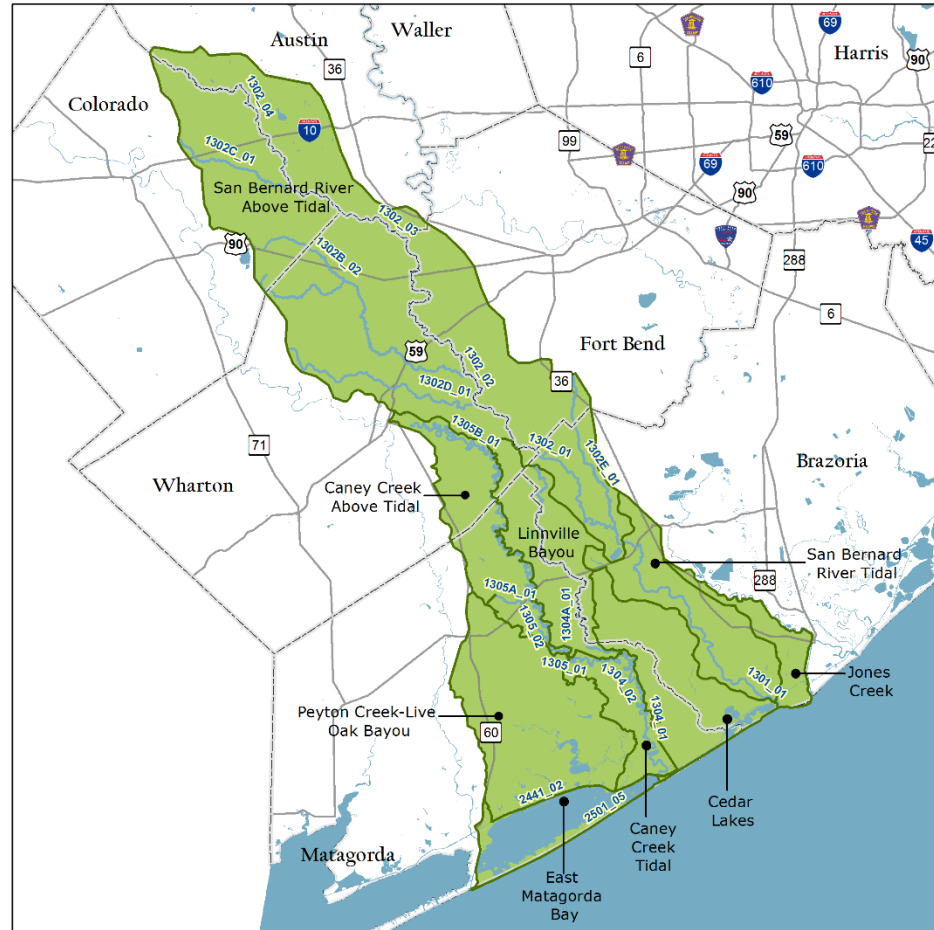 Austin
Waller
Harris
Colorado
36
6
69
90
610
10
99
59
69
610
22
90
1302_04
1302C_01
San Bernard River
Above Tidal
1302_03
90
1302B_02
288
45
6
Fort Bend
59
1302_02
36
1302D_01
71
1305B_01
1302_01
1302E_01
Brazoria
Wharton
Caney Creek
Above Tidal
Linnville
Bayou
San Bernard
River Tidal
288
1305A_01
1305_02
1304A_01
1305_01
1304_02
1304_01
1301_01
Jones
Creek
Peyton Creek-Live
Oak Bayou
60
2441_02
2501_05
Cedar
Lakes
Caney
Creek
Tidal
Matagorda
East
Matagorda
Bay